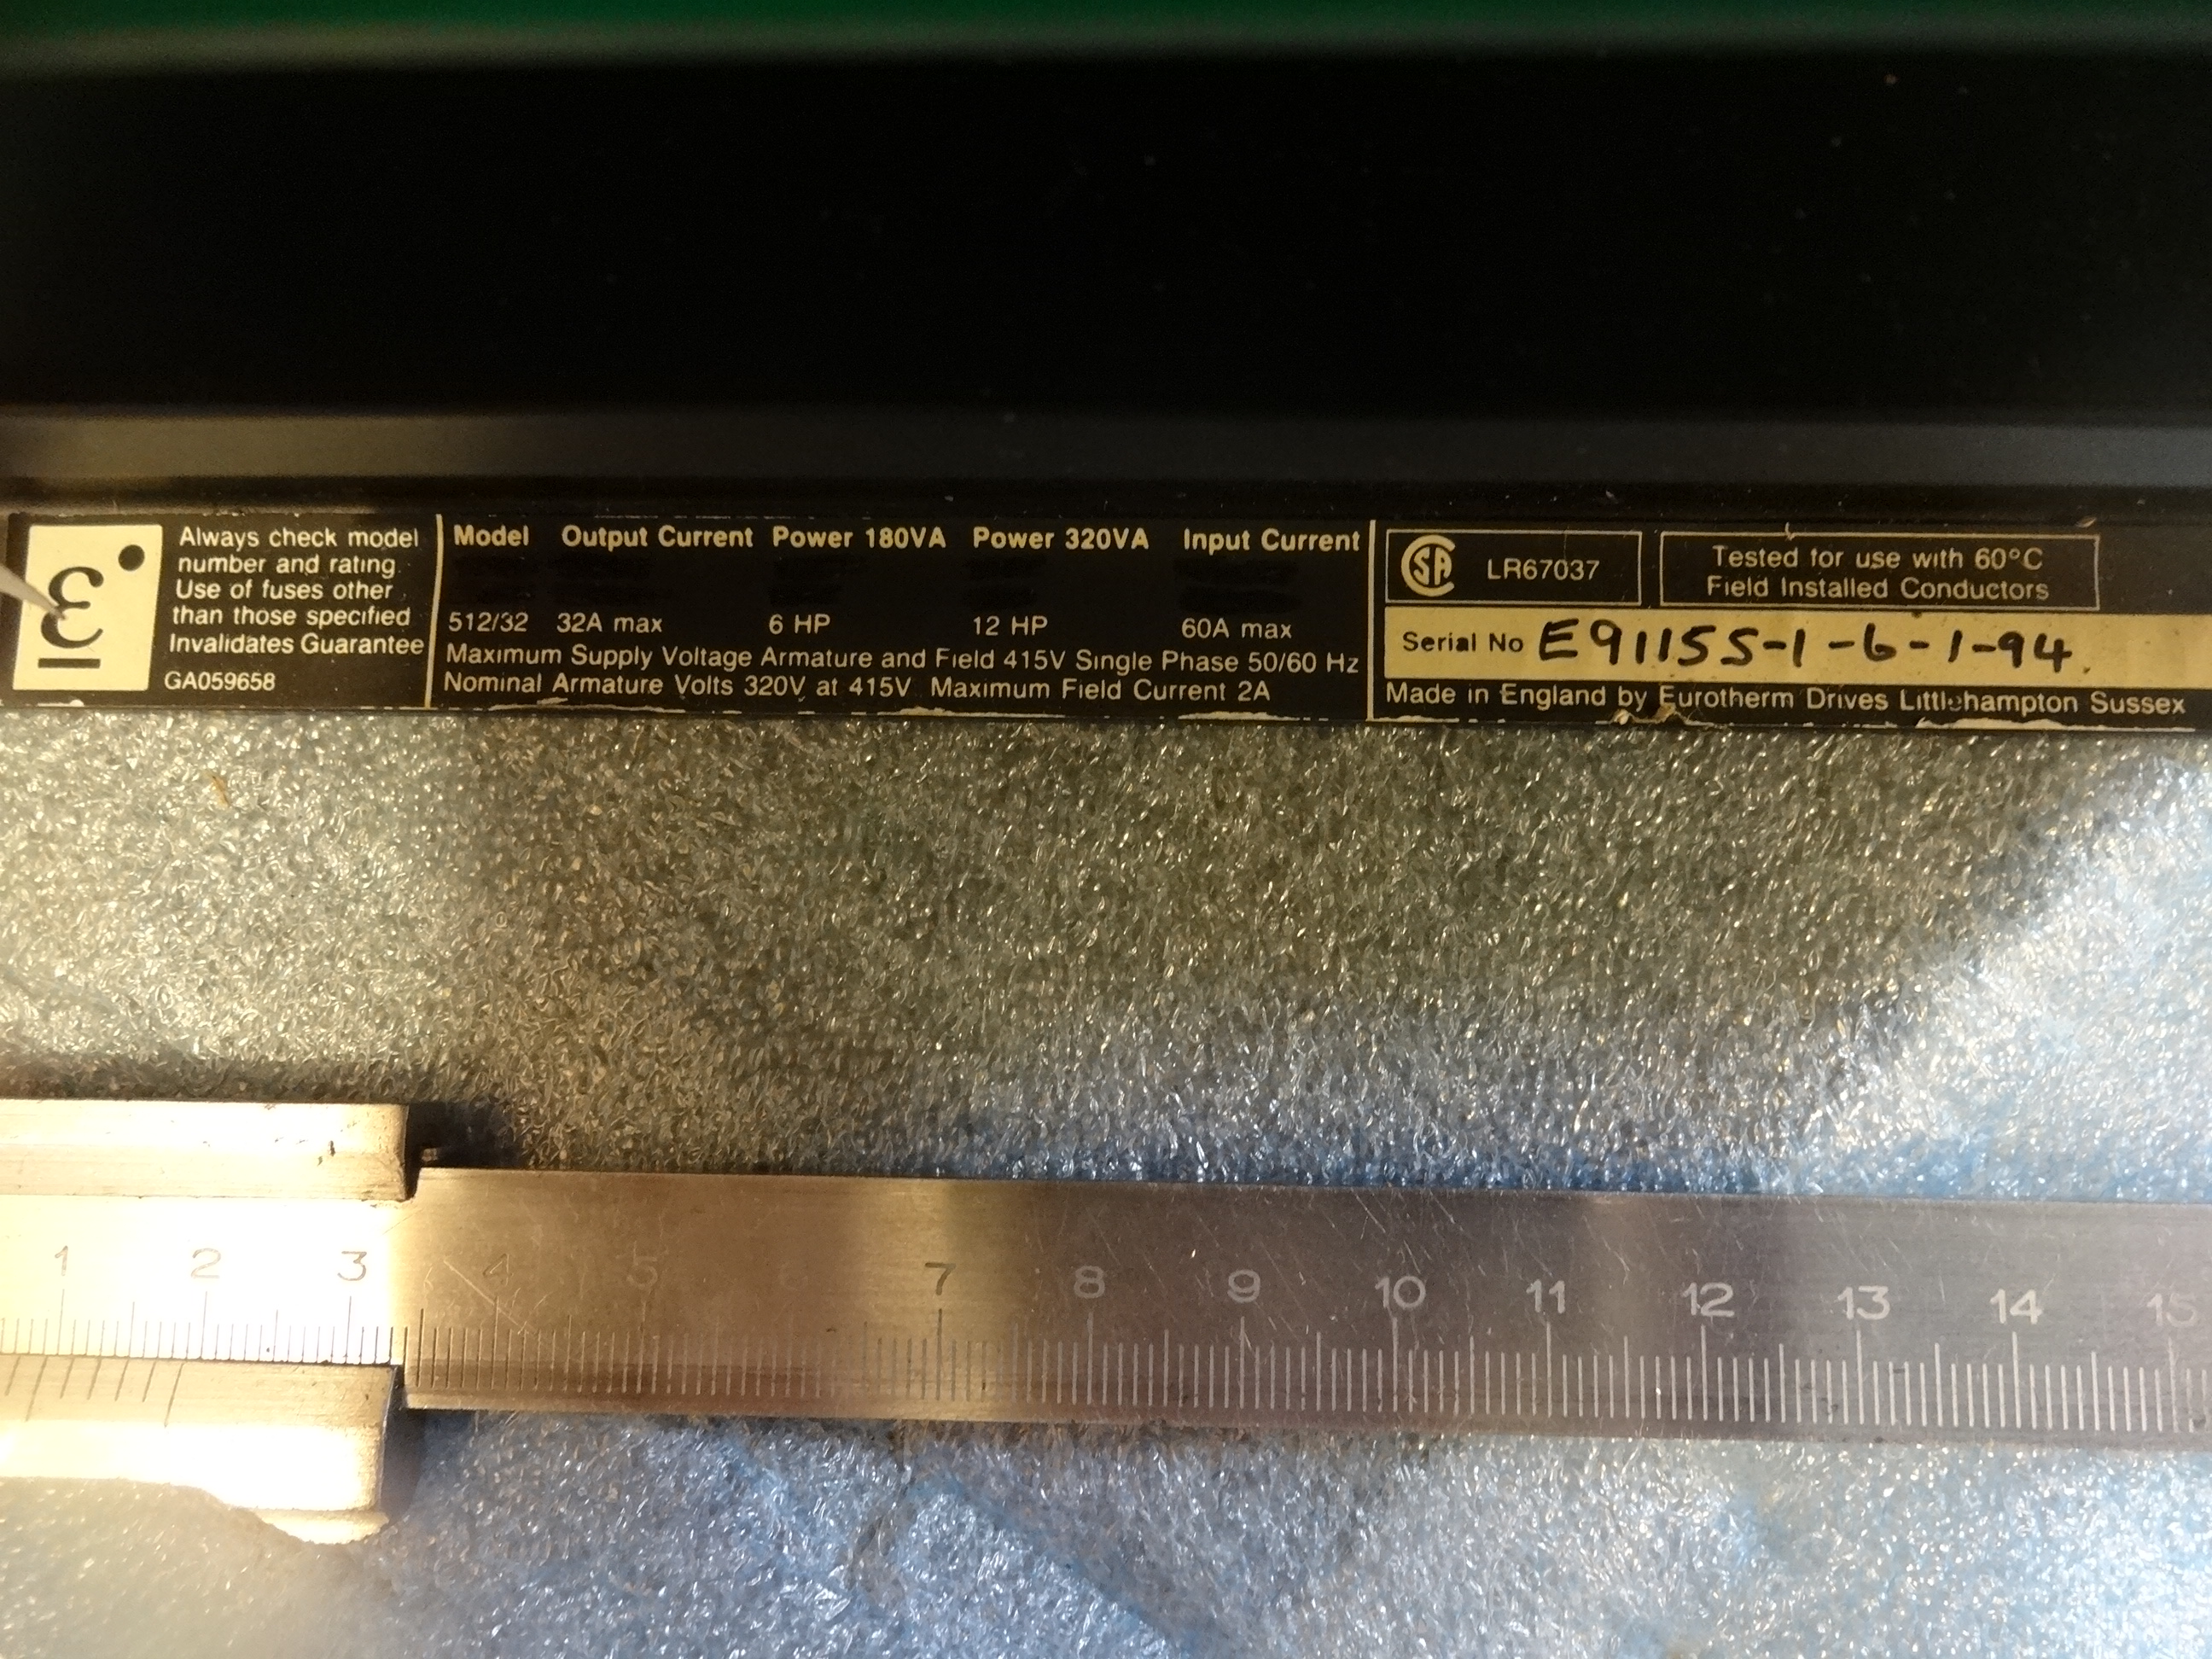 Always check model
number and rating
Use of fuses other
than those specified
Invalidates Guarantee
GA059658
Model Output Current Power 180VA Power 320VA Input Current
512/32 32A max 6 HP 12 HP 60A max
Maximum Supply Voltage Armature and Field 415V Single Phase 50/60 Hz
Nominal Armature Volts 320V at 415V Maximum Field Current 2A
CSA LR67037
Tested for use with 60°C
Field Installed Conductors
Serial No E91155-1-6-1-94
Made in England by Eurotherm Drives Littlehampton Sussex
1 2 3 4 5 7 8 9 10 11 12 13 14 15